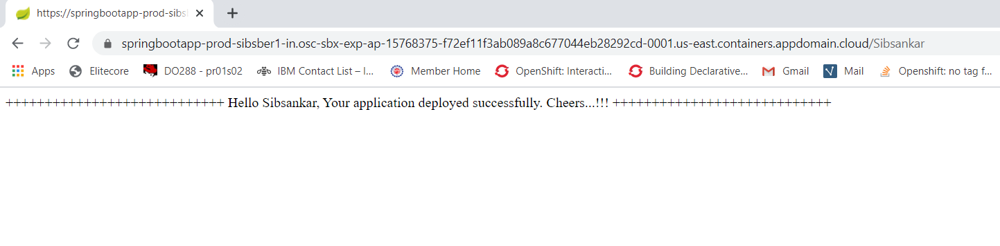 https://springbootapp-prod-sibsb
springbootapp-prod-sibsber1-in.osc-sbx-exp-ap-15768375-f72ef11f3ab089a8c677044eb28292cd-0001.us-east.containers.appdomain.cloud/Sibsankar
Apps Elitecore DO288 - pr01s02 IBM Contact List – I... Member Home OpenShift: Interacti... Building Declarative... Gmail Mail Openshift: no tag f...
++++++++++++++++++++++++++++ Hello Sibsankar, Your application deployed successfully. Cheers...!!! ++++++++++++++++++++++++++++